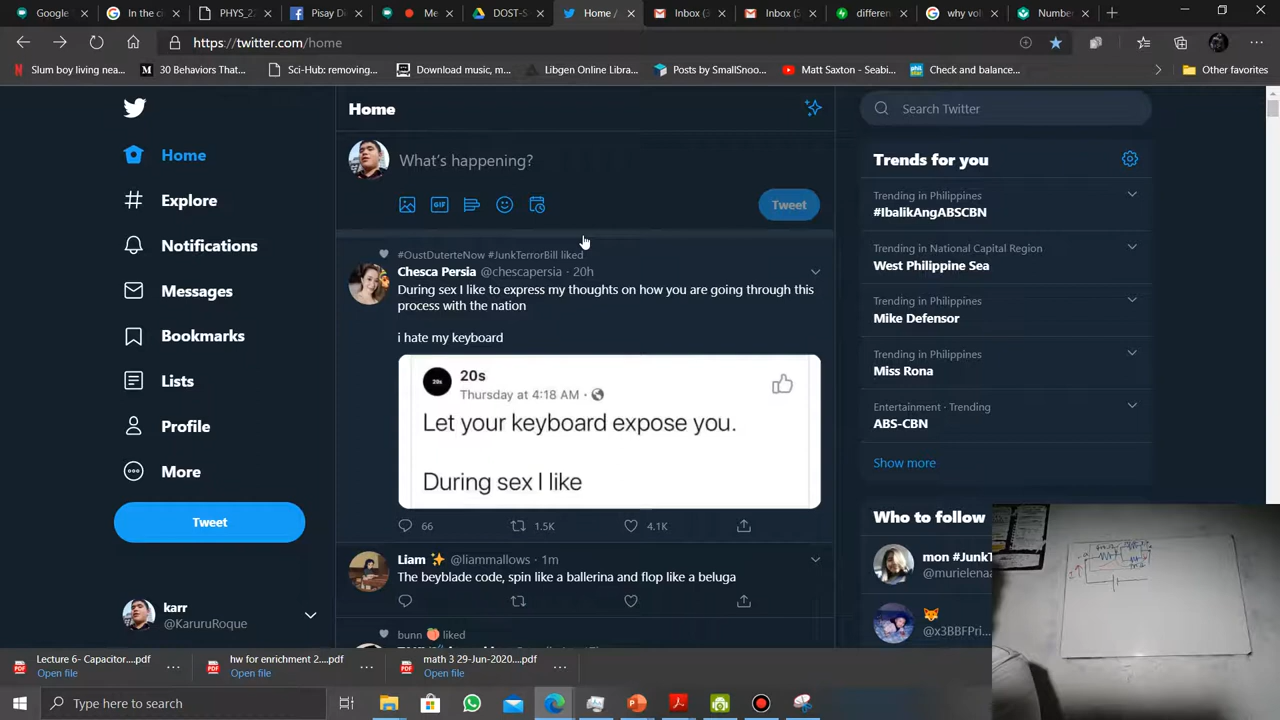 Google
In the ci
PHYS_22
Pisay Di
Me
DOST-S
Home /
Inbox (3
Inbox (5
differen
why vol
Number
https://twitter.com/home
Slum boy living nea...
30 Behaviors That...
Sci-Hub: removing...
Download music, m...
Libgen Online Libra...
Posts by SmallSnoo...
Matt Saxton - Seabi...
Check and balance...
Other favorites
Home
Explore
Notifications
Messages
Bookmarks
Lists
Profile
More
Tweet
karr
@KaruruRoque
Home
What's happening?
GIF
Tweet
#OustDuterteNow #JunkTerrorBill liked
Chesca Persia @chescapersia · 20h
During sex I like to express my thoughts on how you are going through this
process with the nation
i hate my keyboard
20s
20s
Thursday at 4:18 AM ·
Let your keyboard expose you.
During sex I like
66 1.5K 4.1K
Liam ✨ @liammallows · 1m
The beyblade code, spin like a ballerina and flop like a beluga
bunn 🍑 liked
Search Twitter
Trends for you
Trending in Philippines
#IbalikAngABSCBN
Trending in National Capital Region
West Philippine Sea
Trending in Philippines
Mike Defensor
Trending in Philippines
Miss Rona
Entertainment · Trending
ABS-CBN
Show more
Who to follow
mon #JunkT
@murielenaa
@x3BBFPri...
Lecture 6- Capacitor....pdf
Open file
hw for enrichment 2....pdf
Open file
math 3 29-Jun-2020....pdf
Open file
Type here to search